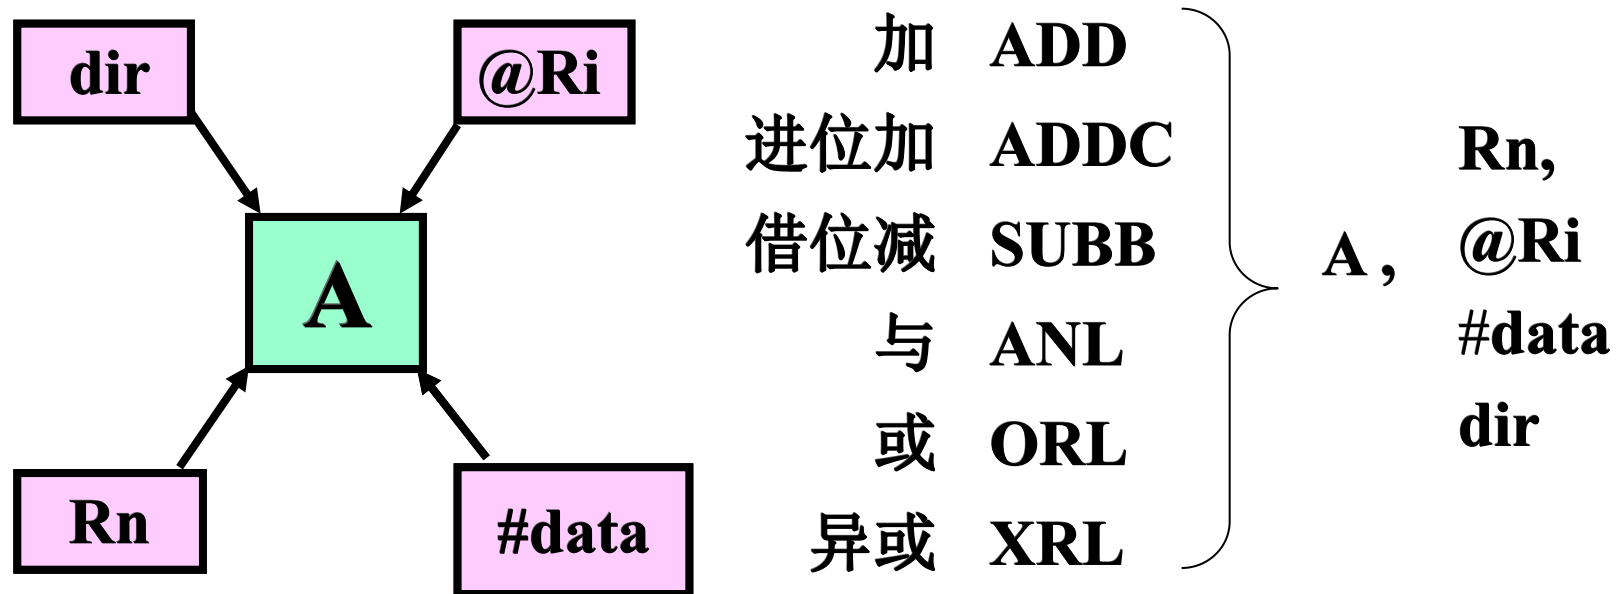 dir
@Ri
A
Rn
#data
加 ADD
进位加 ADDC
借位减 SUBB
与 ANL
或 ORL
异或 XRL
A ,
Rn,
@Ri
#data
dir